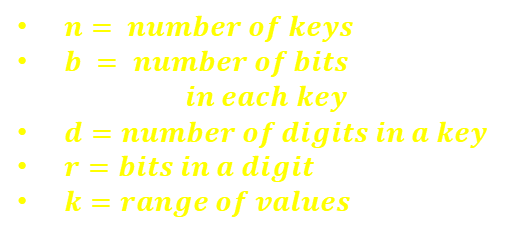 • n = number of keys
• b = number of bits
in each key
• d = number of digits in a key
• r = bits in a digit
• k = range of values